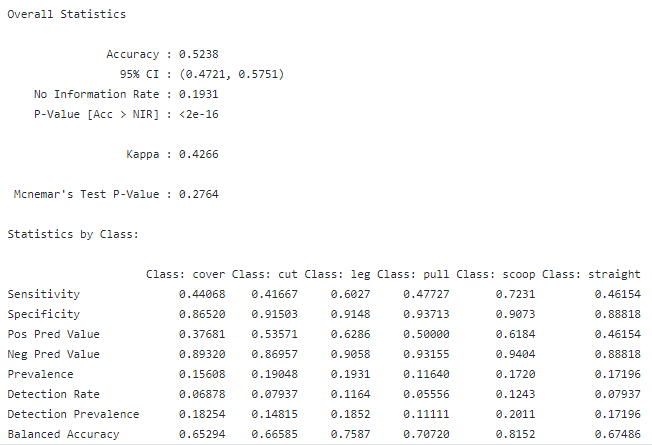 Overall Statistics
Accuracy : 0.5238
95% CI : (0.4721, 0.5751)
No Information Rate : 0.1931
P-Value [Acc > NIR] : <2e-16
Kappa : 0.4266
Mcnemar's Test P-Value : 0.2764
Statistics by Class:
Class: cover Class: cut Class: leg Class: pull Class: scoop Class: straight
Sensitivity 0.44068 0.41667 0.6027 0.47727 0.7231 0.46154
Specificity 0.86520 0.91503 0.9148 0.93713 0.9073 0.88818
Pos Pred Value 0.37681 0.53571 0.6286 0.50000 0.6184 0.46154
Neg Pred Value 0.89320 0.86957 0.9058 0.93155 0.9404 0.88818
Prevalence 0.15608 0.19048 0.1931 0.11640 0.1720 0.17196
Detection Rate 0.06878 0.07937 0.1164 0.05556 0.1243 0.07937
Detection Prevalence 0.18254 0.14815 0.1852 0.11111 0.2011 0.17196
Balanced Accuracy 0.65294 0.66585 0.7587 0.70720 0.8152 0.67486